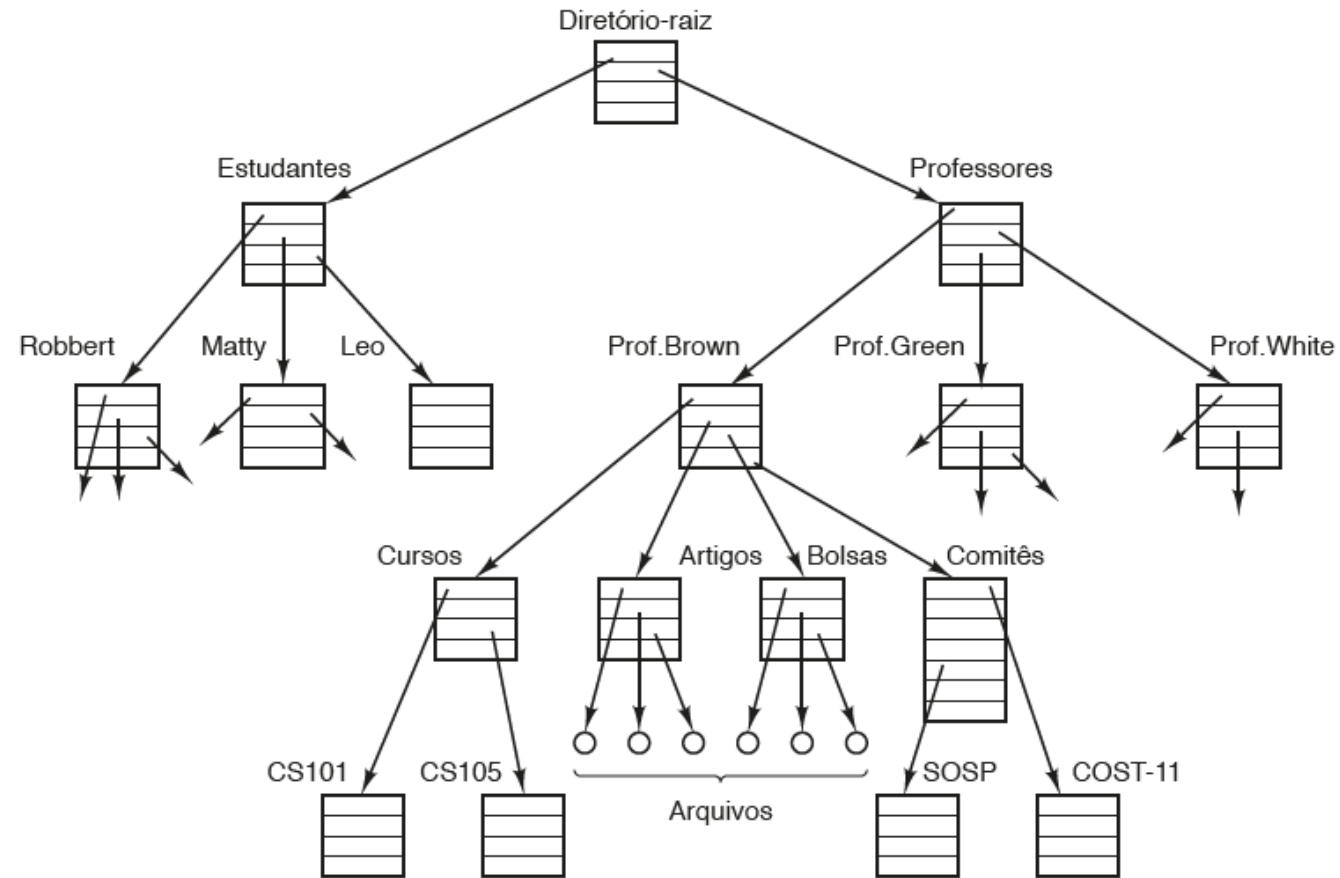 Diretório-raiz
Estudantes
Professores
Robbert
Matty
Leo
Prof.Brown
Prof.Green
Prof.White
Cursos
Artigos
Bolsas
Comitês
CS101
CS105
Arquivos
SOSP
COST-11